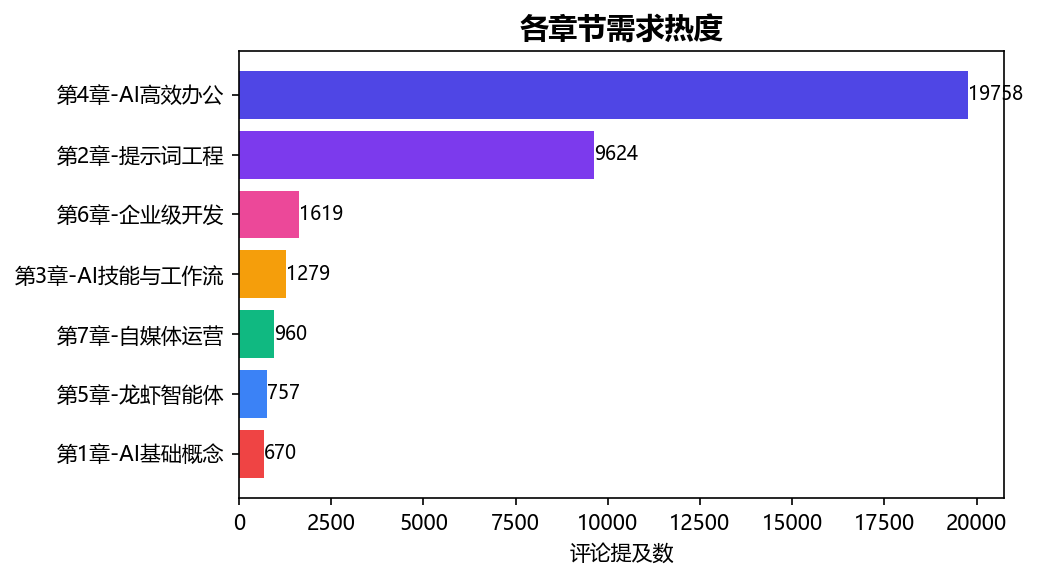 各章节需求热度
第4章-AI高效办公
19758
第2章-提示词工程
9624
第6章-企业级开发
1619
第3章-AI技能与工作流
1279
第7章-自媒体运营
960
第5章-龙虾智能体
757
第1章-AI基础概念
670
0 2500 5000 7500 10000 12500 15000 17500 20000
评论提及数